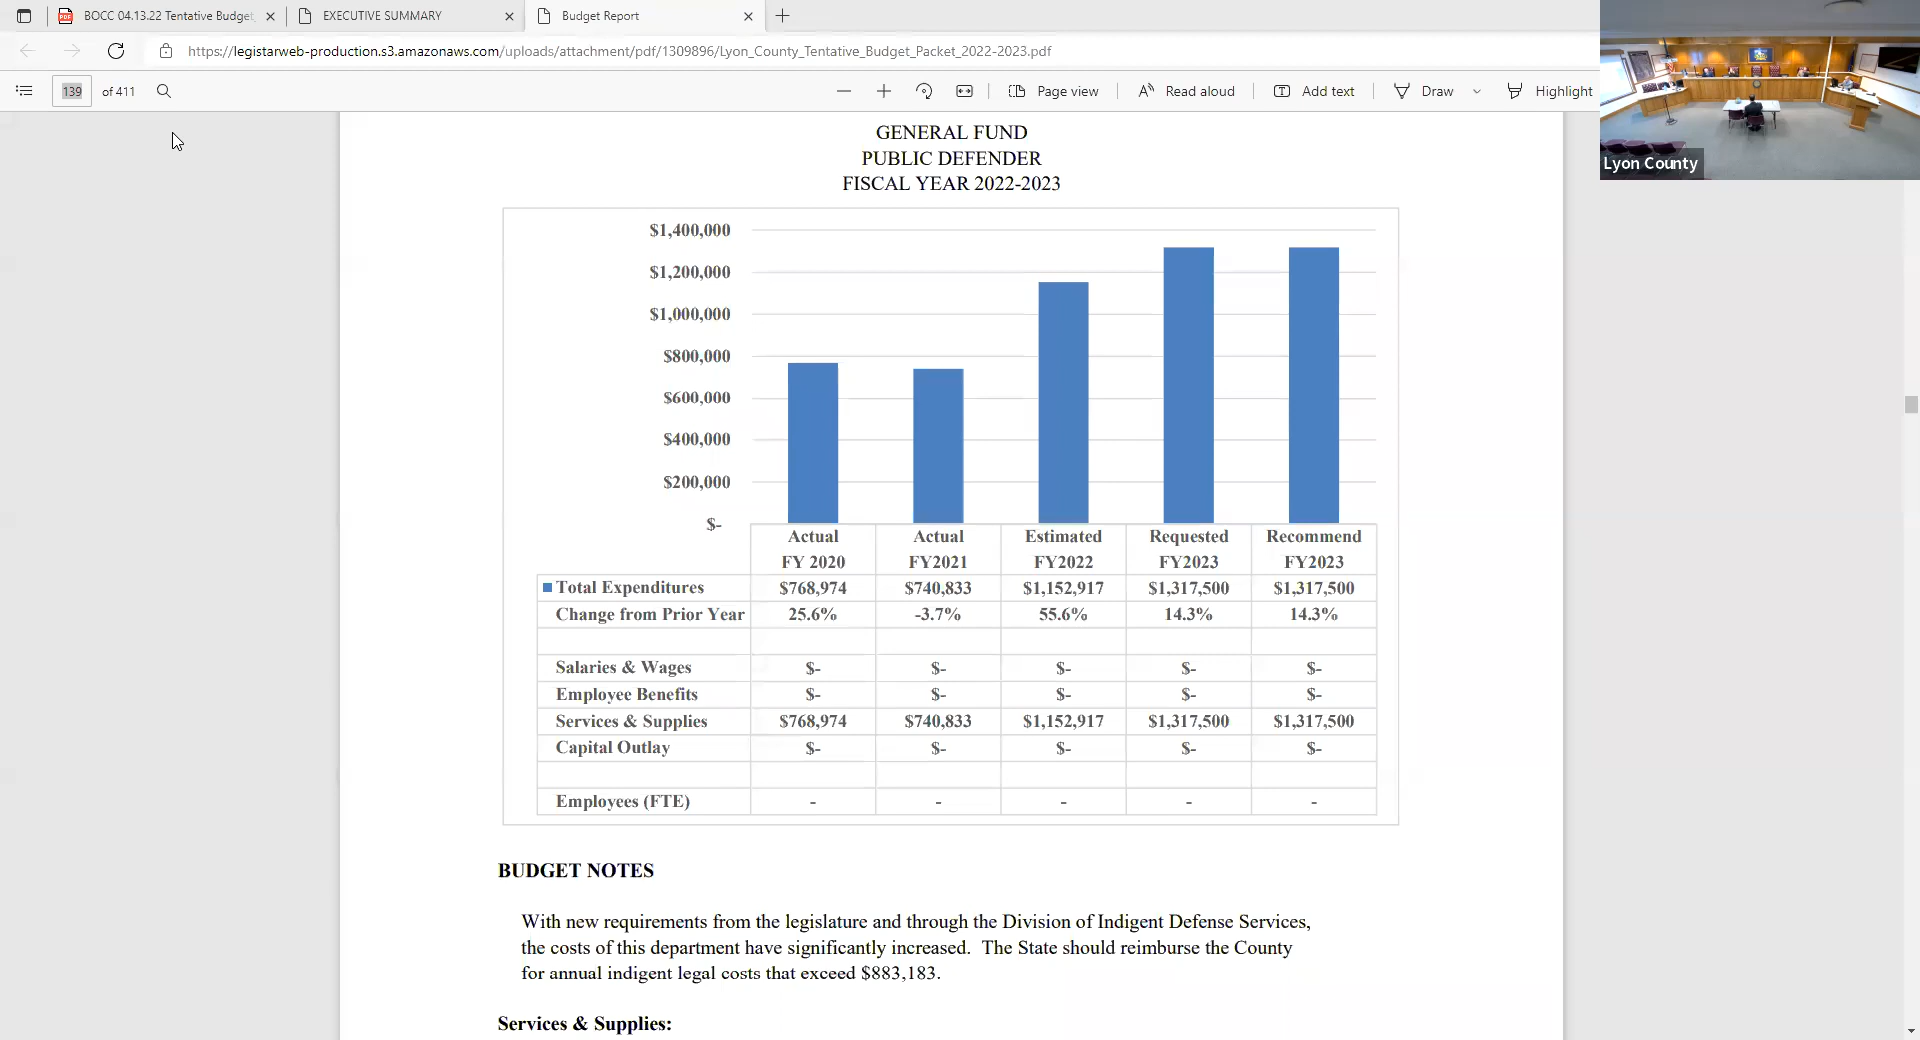 BOCC 04.13.22 Tentative Budget
EXECUTIVE SUMMARY
Budget Report
https://legistarweb-production.s3.amazonaws.com/uploads/attachment/pdf/1309896/Lyon_County_Tentative_Budget_Packet_2022-2023.pdf
139 of 411
Page view
Read aloud
Add text
Draw
Highlight
Lyon County
GENERAL FUND
PUBLIC DEFENDER
FISCAL YEAR 2022-2023
$1,400,000
$1,200,000
$1,000,000
$800,000
$600,000
$400,000
$200,000
$-
Actual Actual Estimated Requested Recommend
FY 2020 FY2021 FY2022 FY2023 FY2023
Total Expenditures $768,974 $740,833 $1,152,917 $1,317,500 $1,317,500
Change from Prior Year 25.6% -3.7% 55.6% 14.3% 14.3%
Salaries & Wages $- $- $- $- $-
Employee Benefits $- $- $- $- $-
Services & Supplies $768,974 $740,833 $1,152,917 $1,317,500 $1,317,500
Capital Outlay $- $- $- $- $-
Employees (FTE) - - - - -
BUDGET NOTES
With new requirements from the legislature and through the Division of Indigent Defense Services,
the costs of this department have significantly increased. The State should reimburse the County
for annual indigent legal costs that exceed $883,183.
Services & Supplies: